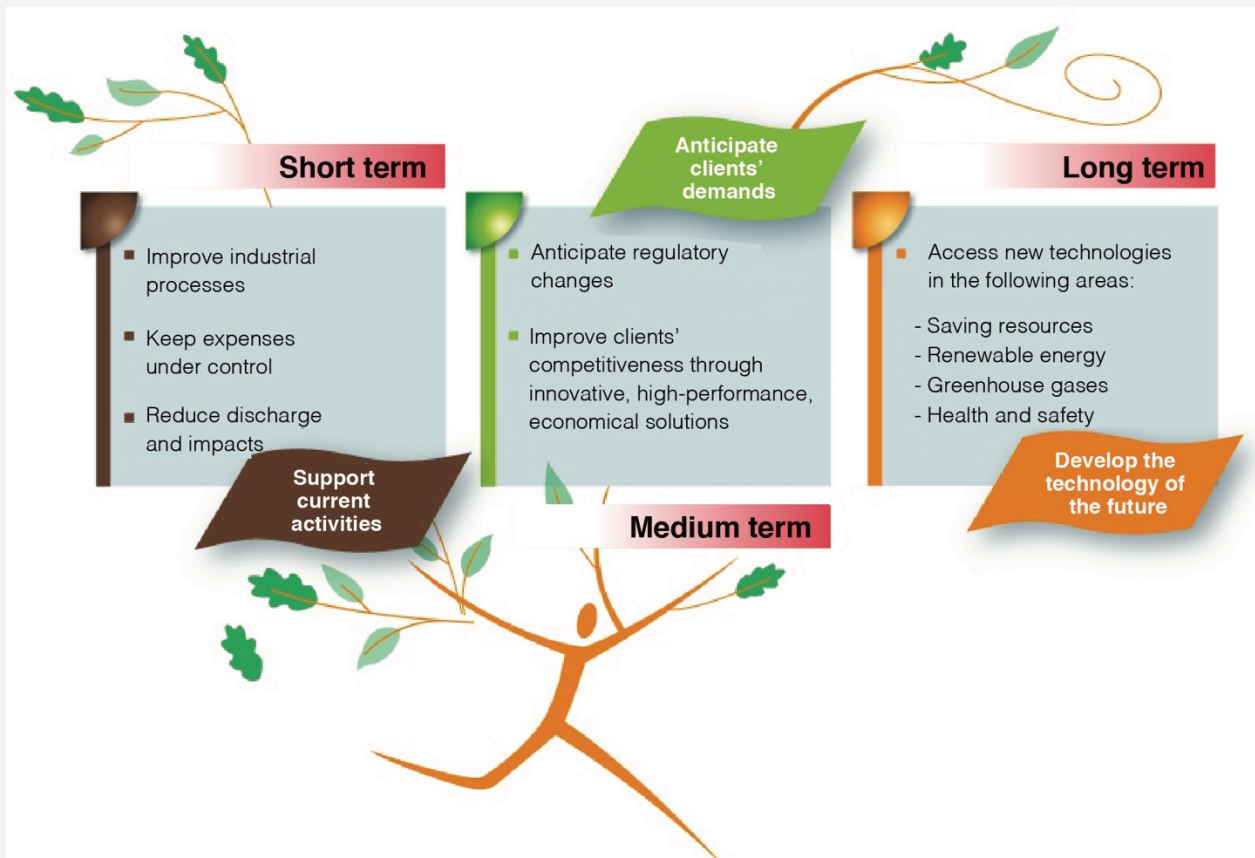 Short term
Improve industrial
processes
Keep expenses
under control
Reduce discharge
and impacts
Support
current
activities
Anticipate
clients’
demands
Anticipate regulatory
changes
Improve clients’
competitiveness through
innovative, high-performance,
economical solutions
Medium term
Long term
Access new technologies
in the following areas:
- Saving resources
- Renewable energy
- Greenhouse gases
- Health and safety
Develop the
technology of
the future